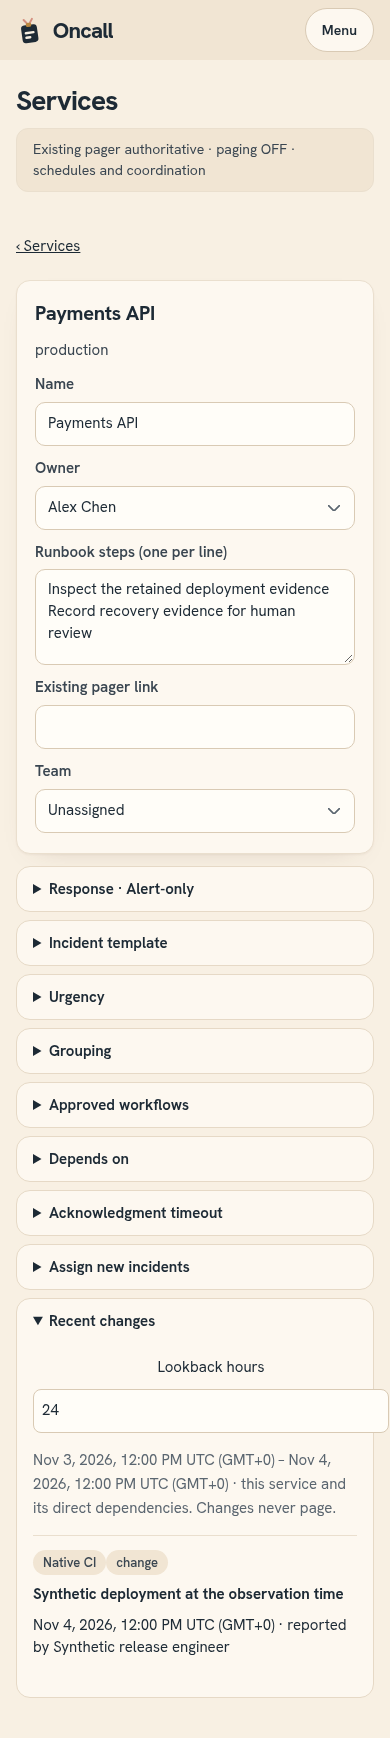 Oncall
Menu
Services
Existing pager authoritative · paging OFF ·
schedules and coordination
‹ Services
Payments API
production
Name
Payments API
Owner
Alex Chen
Runbook steps (one per line)
Inspect the retained deployment evidence
Record recovery evidence for human
review
Existing pager link
Team
Unassigned
Response · Alert-only
Incident template
Urgency
Grouping
Approved workflows
Depends on
Acknowledgment timeout
Assign new incidents
Recent changes
Lookback hours
24
Nov 3, 2026, 12:00 PM UTC (GMT+0) – Nov 4,
2026, 12:00 PM UTC (GMT+0) · this service and
its direct dependencies. Changes never page.
Native CI change
Synthetic deployment at the observation time
Nov 4, 2026, 12:00 PM UTC (GMT+0) · reported
by Synthetic release engineer